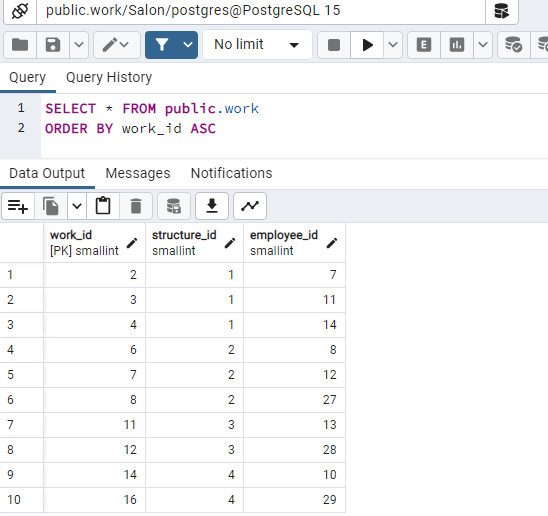 public.work/Salon/postgres@PostgreSQL 15
No limit
E
Query Query History
1 SELECT * FROM public.work
2 ORDER BY work_id ASC
Data Output Messages Notifications
work_id structure_id employee_id
[PK] smallint smallint smallint
1 2 1 7
2 3 1 11
3 4 1 14
4 6 2 8
5 7 2 12
6 8 2 27
7 11 3 13
8 12 3 28
9 14 4 10
10 16 4 29